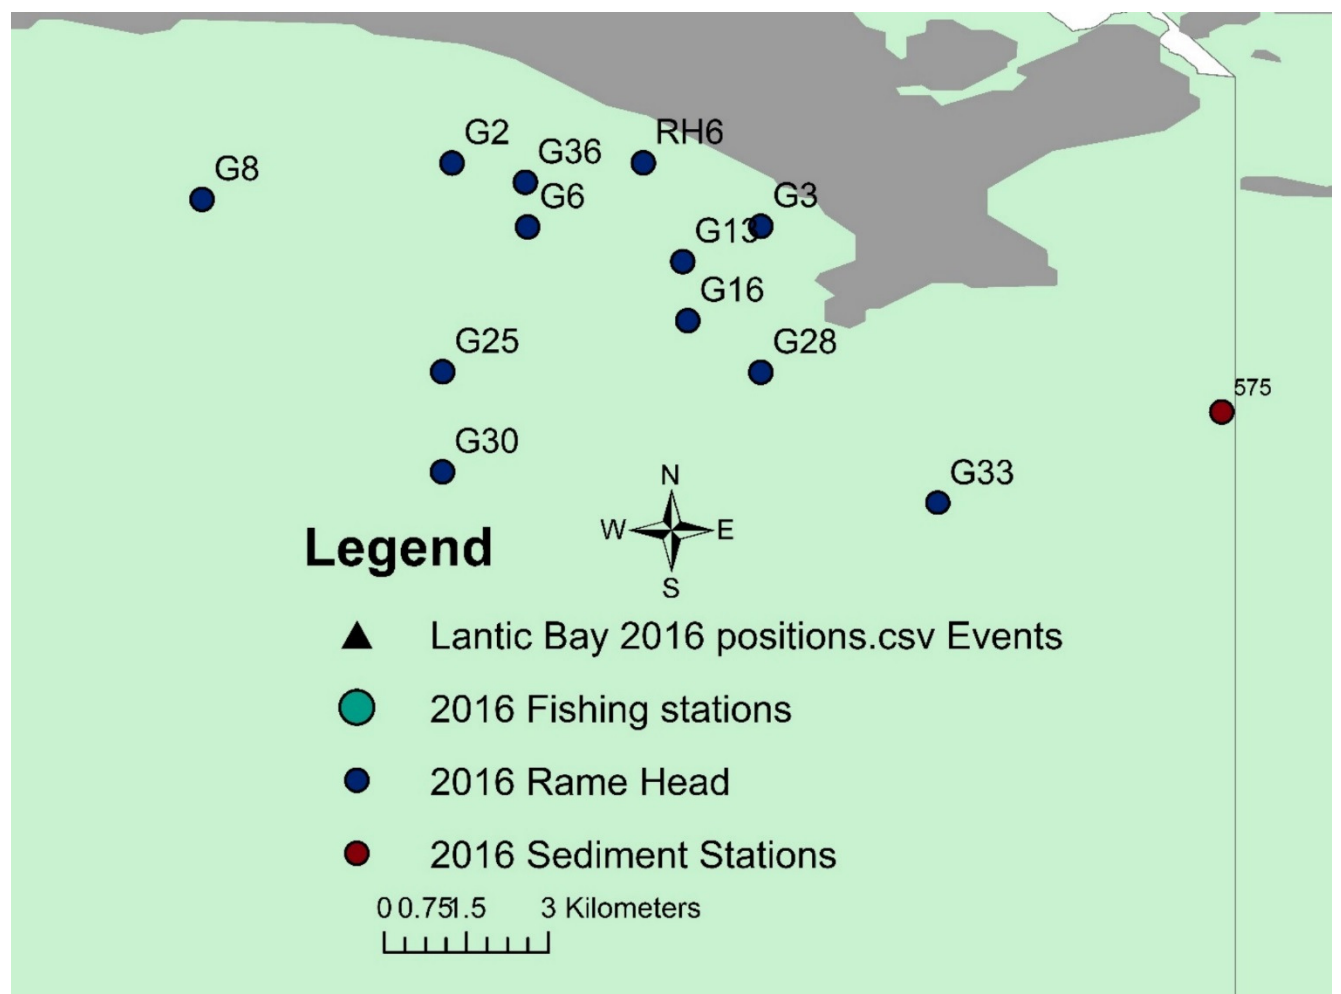 G2
G36
RH6
G8
G6
G3
G13
G16
G25
G28
575
G30
G33
N
W E
S
Legend
Lantic Bay 2016 positions.csv Events
2016 Fishing stations
2016 Rame Head
2016 Sediment Stations
0 0.75 1.5 3 Kilometers